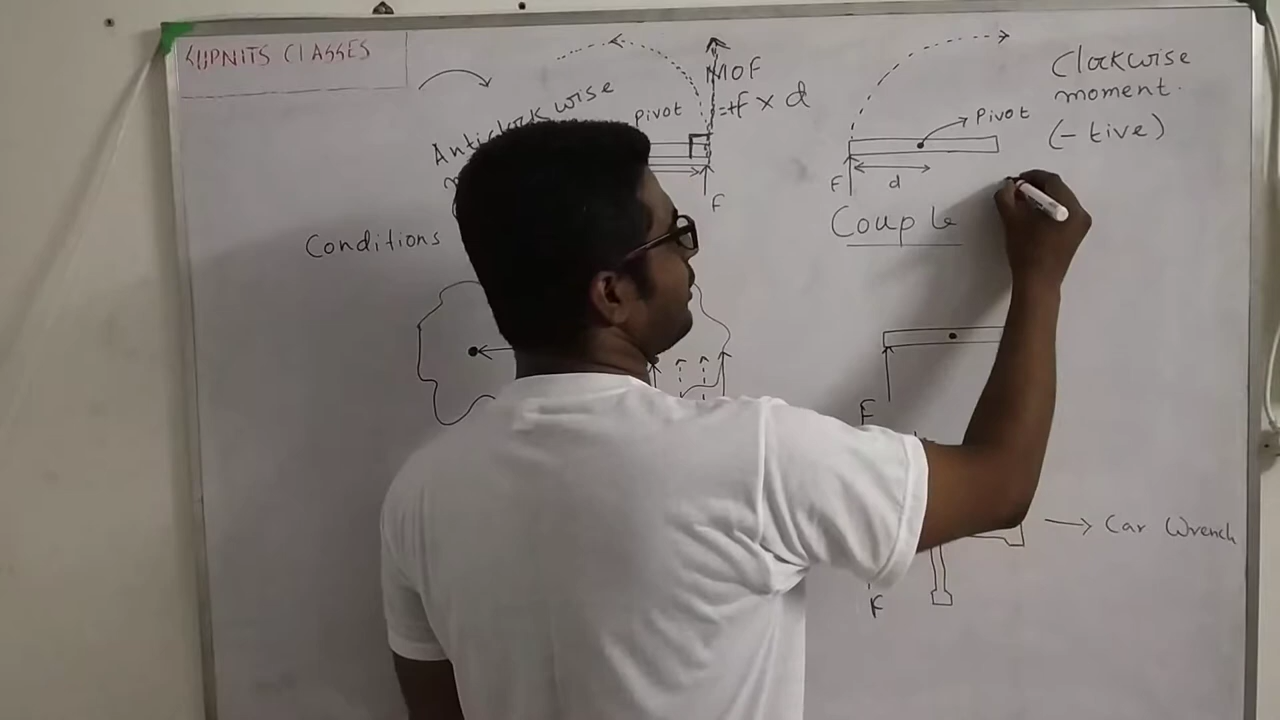 SUPNITS CLASSES
Anticlockwise
Pivot
MOF
=+F x d
F
Pivot
F
d
Clockwise
moment.
(- tive)
Couple
Conditions
F
F
→ Car Wrench